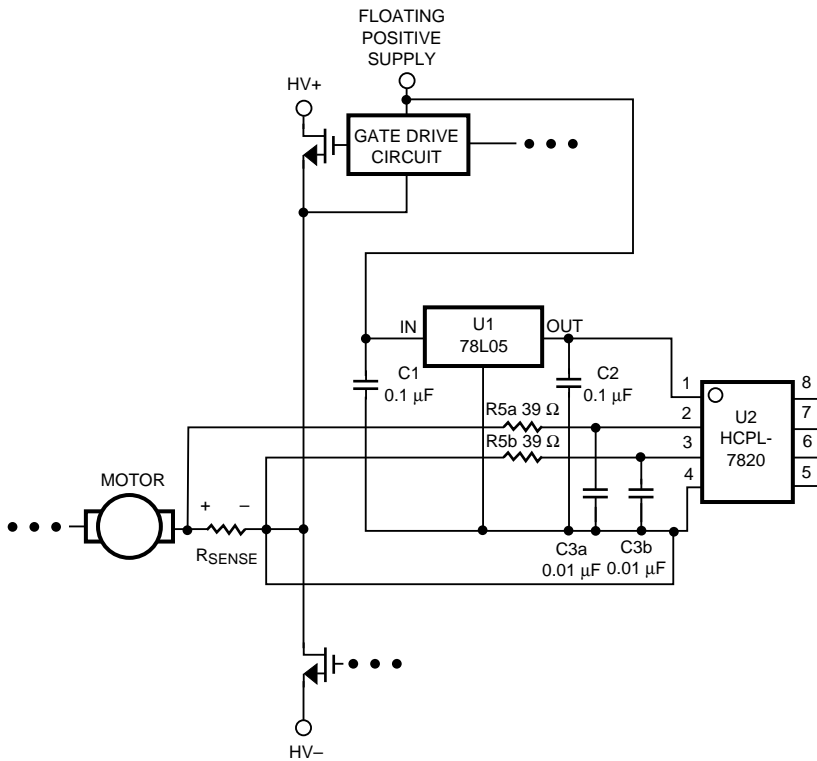 FLOATING
POSITIVE
SUPPLY
HV+
GATE DRIVE
CIRCUIT
IN
U1
78L05
OUT
C1
0.1 µF
C2
0.1 µF
R5a 39 Ω
R5b 39 Ω
1
2
3
4
U2
HCPL-
7820
8
7
6
5
MOTOR
+ −
RSENSE
C3a
0.01 µF
C3b
0.01 µF
HV−